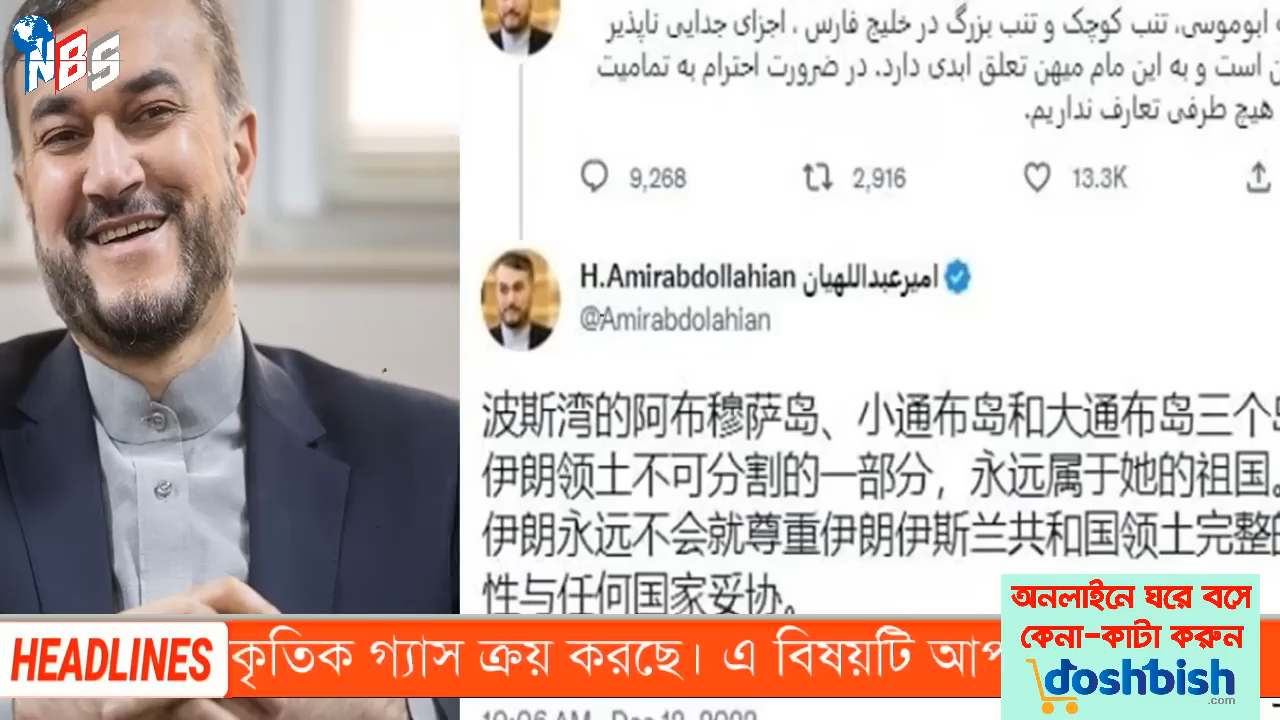 NBS
ابوموسی، تنب کوچک و تنب بزرگ در خلیج فارس ، اجزای جدایی ناپذیر
است و به این مام میهن تعلق ابدی دارد. در ضرورت احترام به تمامیت
هیچ طرفی تعارف نداریم.
9,268 2,916 13.3K
H.Amirabdollahian امیرعبداللهیان
@Amirabdolahian
波斯湾的阿布穆萨岛、小通布岛和大通布岛三个
伊朗领土不可分割的一部分，永远属于她的祖国。
伊朗永远不会就尊重伊朗伊斯兰共和国领土完整的
性与任何国家妥协。
অনলাইনে ঘরে বসে
কেনা-কাটা করুন
doshbish
.com
HEADLINES কৃতিক গ্যাস ক্রয় করছে। এ বিষয়টি আপ